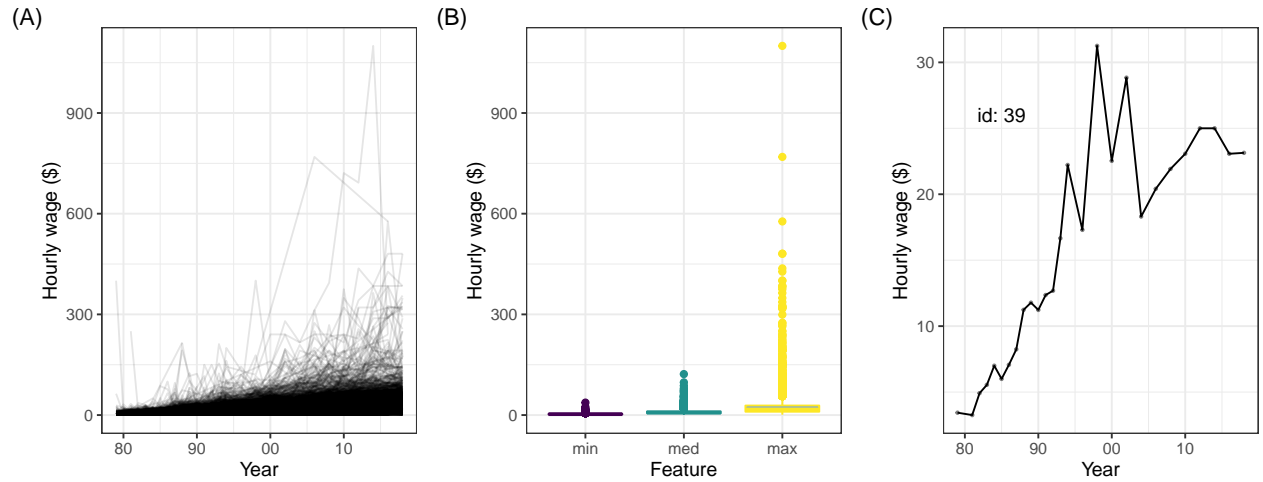 (A)
Hourly wage ($)
900
600
300
0
80 90 00 10
Year
(B)
Hourly wage ($)
900
600
300
0
min med max
Feature
(C)
Hourly wage ($)
30
20
10
id: 39
80 90 00 10
Year